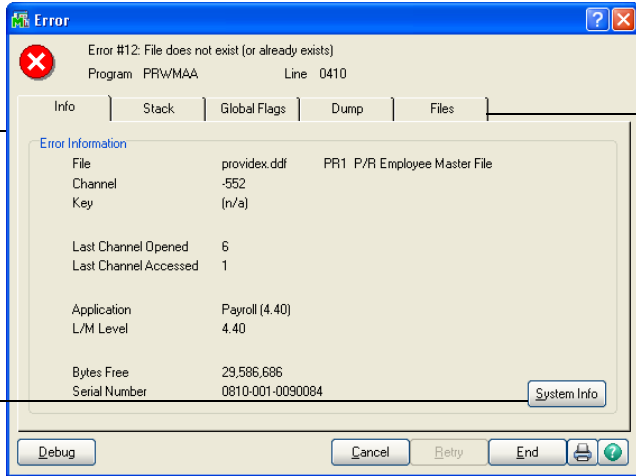 Error
Error #12: File does not exist (or already exists)
Program PRWMAA Line 0410
Info Stack Global Flags Dump Files
Error Information
File providex.ddf PR1 P/R Employee Master File
Channel -552
Key (n/a)
Last Channel Opened 6
Last Channel Accessed 1
Application Payroll (4.40)
L/M Level 4.40
Bytes Free 29,586,686
Serial Number 0810-001-0090084
System Info
Debug Cancel Retry End